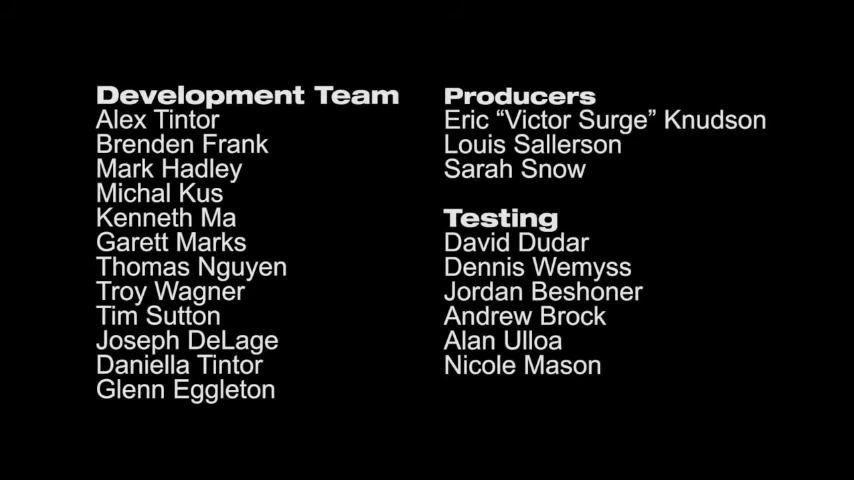 Development Team
Alex Tintor
Brenden Frank
Mark Hadley
Michal Kus
Kenneth Ma
Garett Marks
Thomas Nguyen
Troy Wagner
Tim Sutton
Joseph DeLage
Daniella Tintor
Glenn Eggleton
Producers
Eric “Victor Surge” Knudson
Louis Sallerson
Sarah Snow
Testing
David Dudar
Dennis Wemyss
Jordan Beshoner
Andrew Brock
Alan Ulloa
Nicole Mason